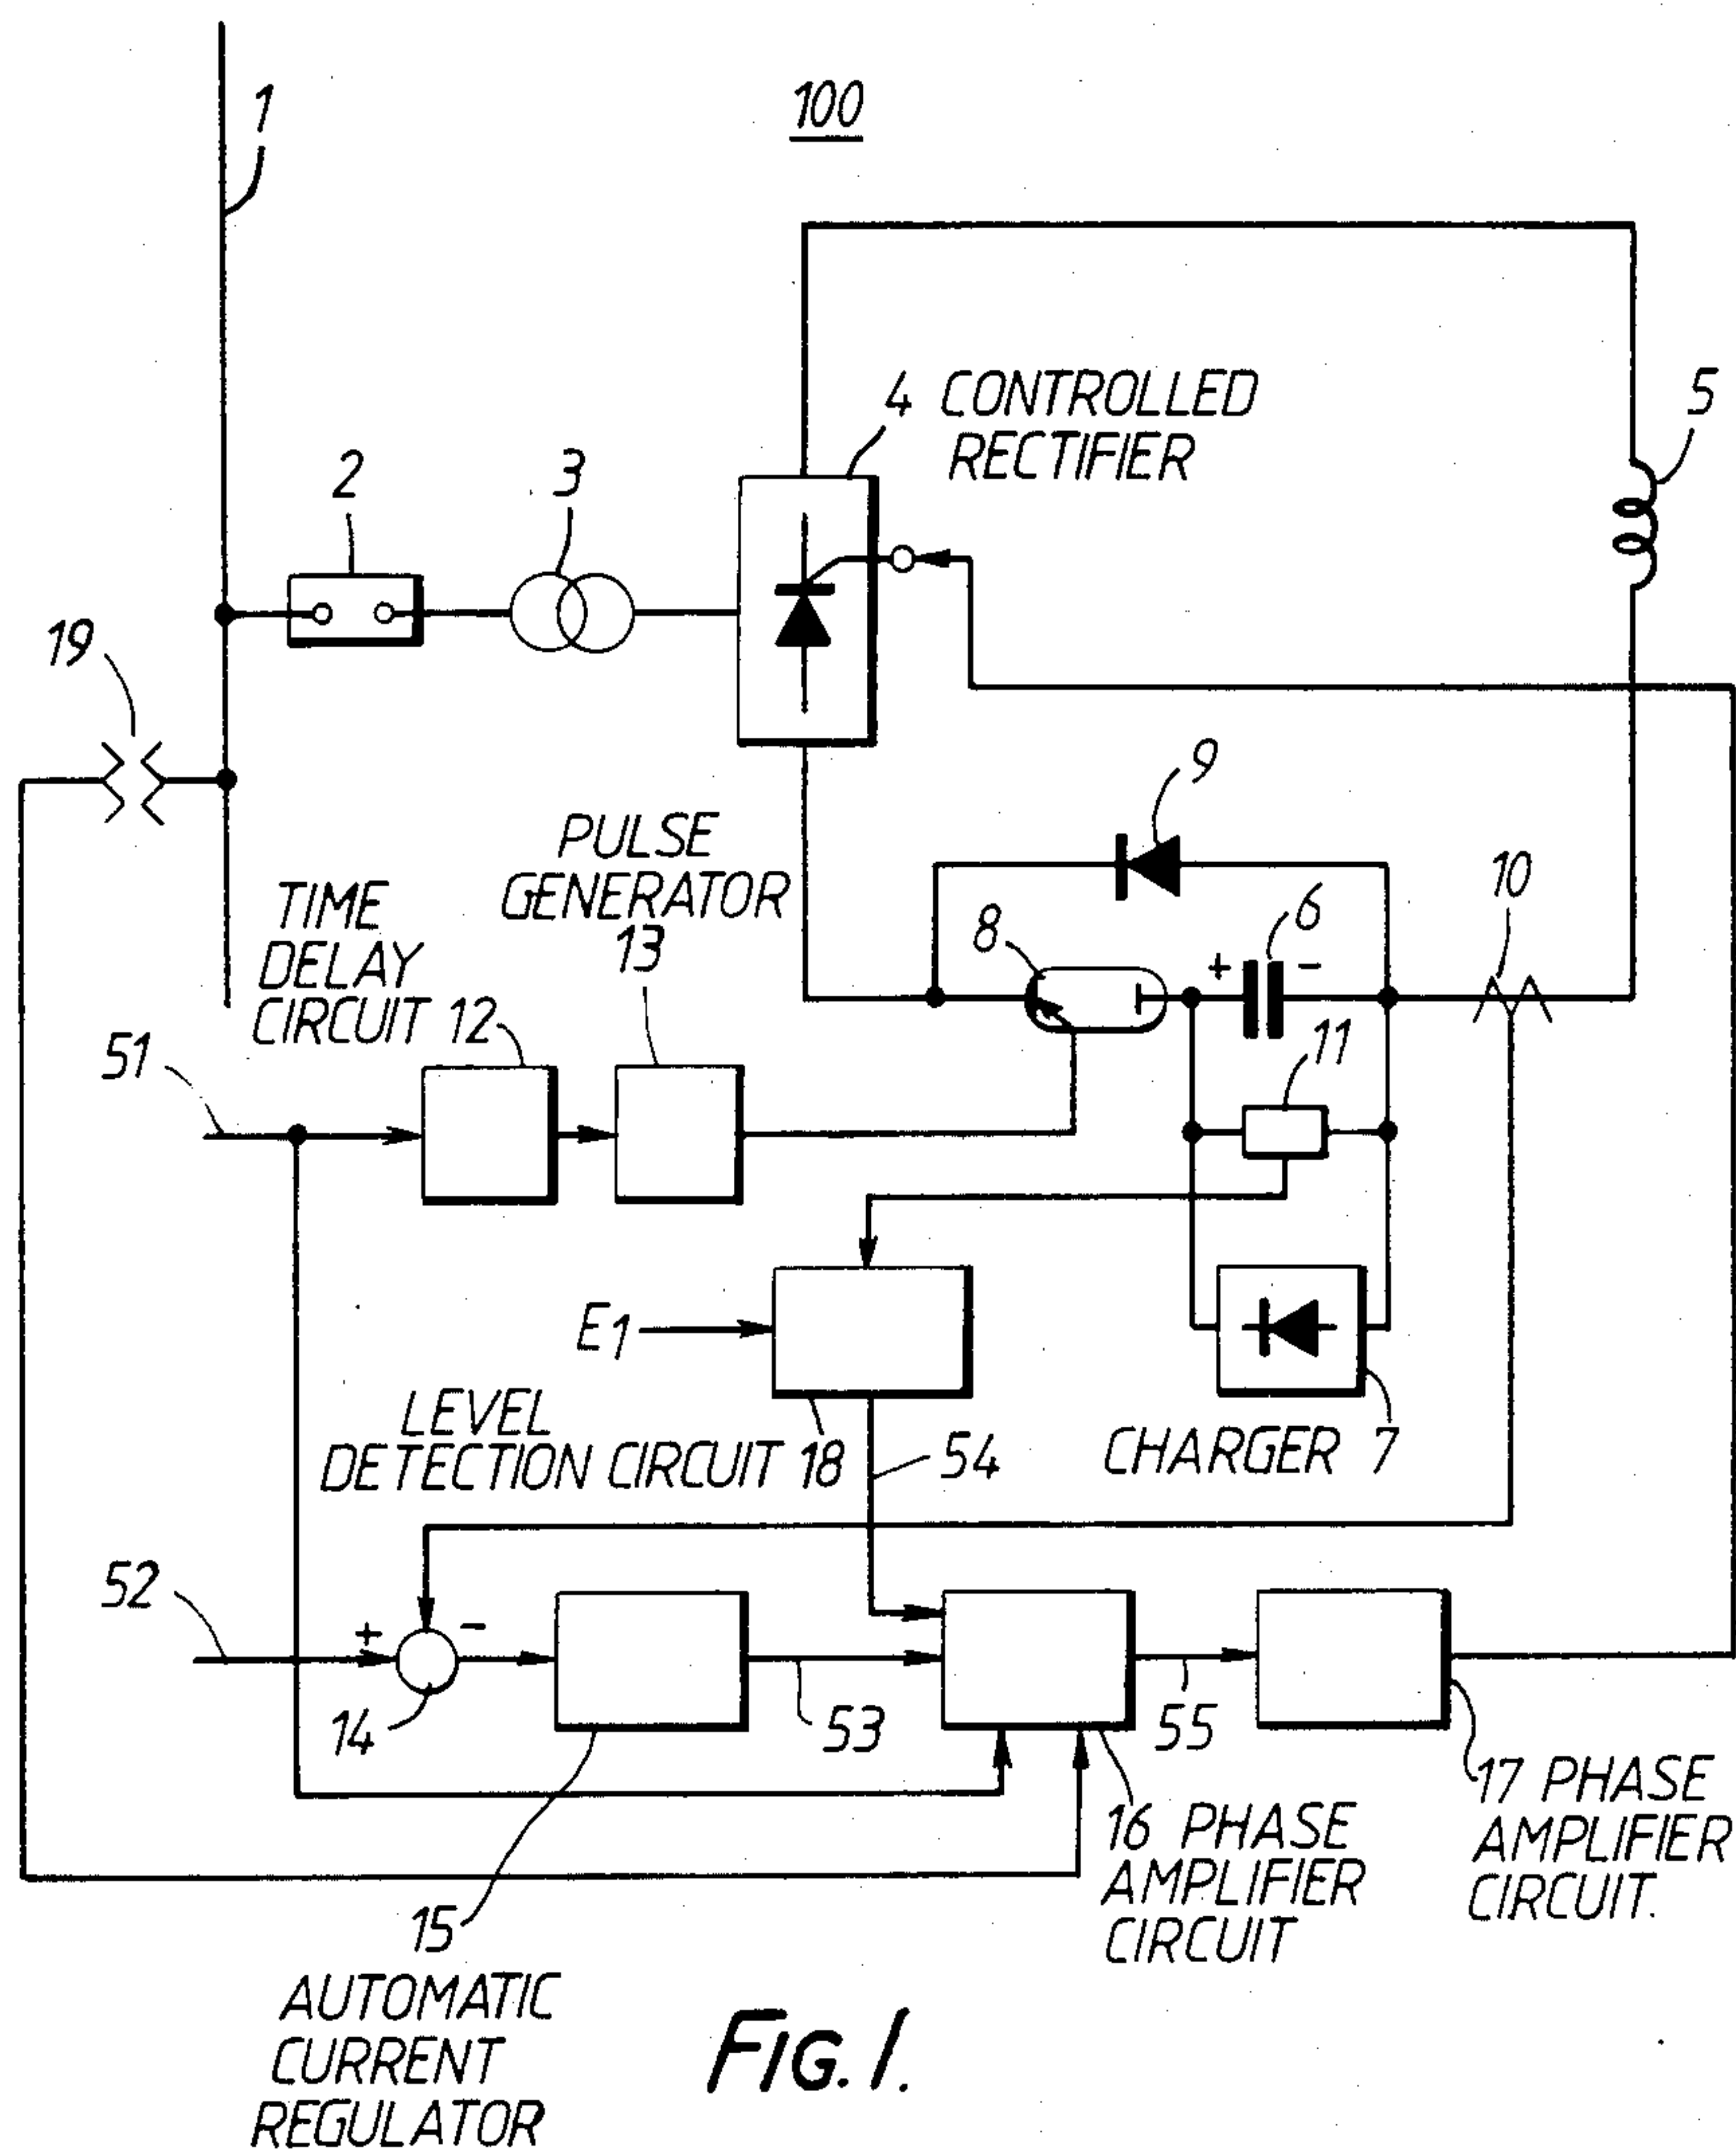 1
100
4 CONTROLLED
RECTIFIER
5
2
3
19
9
PULSE
GENERATOR
13
TIME
DELAY
CIRCUIT 12
8
+
6
-
10
11
51
E1
LEVEL
DETECTION CIRCUIT 18
54
CHARGER 7
52
+
-
14
53
55
15
AUTOMATIC
CURRENT
REGULATOR
16 PHASE
AMPLIFIER
CIRCUIT
17 PHASE
AMPLIFIER
CIRCUIT.
FIG. 1.